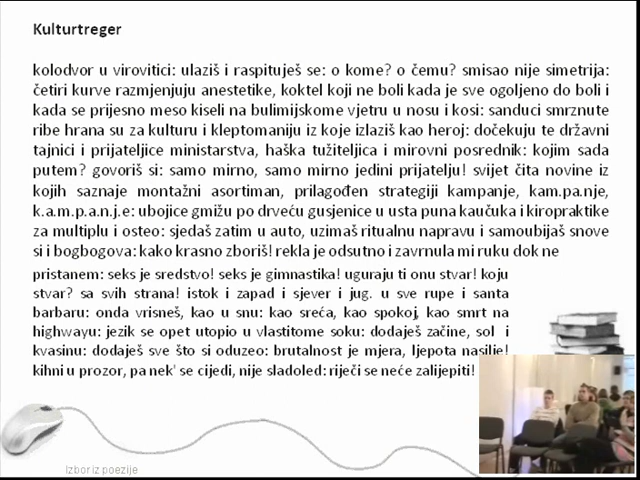 Kulturtreger
kolodvor u virovitici: ulaziš i raspituješ se: o kome? o čemu? smisao nije simetrija:
četiri kurve razmjenjuju anestetike, koktel koji ne boli kada je sve ogoljeno do boli i
kada se prijesno meso kiseli na bulimijskome vjetru u nosu i kosi: sanduci smrznute
ribe hrana su za kulturu i kleptomaniju iz koje izlaziš kao heroj: dočekuju te državni
tajnici i prijateljice ministarstva, haška tužiteljica i mirovni posrednik: kojim sada
putem? govoriš si: samo mirno, samo mirno jedini prijatelju! svijet čita novine iz
kojih saznaje montažni asortiman, prilagođen strategiji kampanje, kam.pa.nje,
k.a.m.p.a.n.j.e: ubojice gmižu po drveću gusjenice u usta puna kaučuka i kiropraktike
za multiplu i osteo: sjedaš zatim u auto, uzimaš ritualnu napravu i samoubijaš snove
si i bogbogova: kako krasno zboriš! rekla je odsutno i zavrnula mi ruku dok ne
pristanem: seks je sredstvo! seks je gimnastika! uguraju ti onu stvar! koju
stvar? sa svih strana! istok i zapad i sjever i jug. u sve rupe i santa
barbaru: onda vrisneš, kao u snu: kao sreća, kao spokoj, kao smrt na
highwayu: jezik se opet utopio u vlastitome soku: dodaješ začine, sol i
kvasinu: dodaješ sve što si oduzeo: brutalnost je mjera, ljepota nasilje!
kihni u prozor, pa nek' se cijedi, nije sladoled: riječi se neće zalijepiti!
Izbor iz poezije